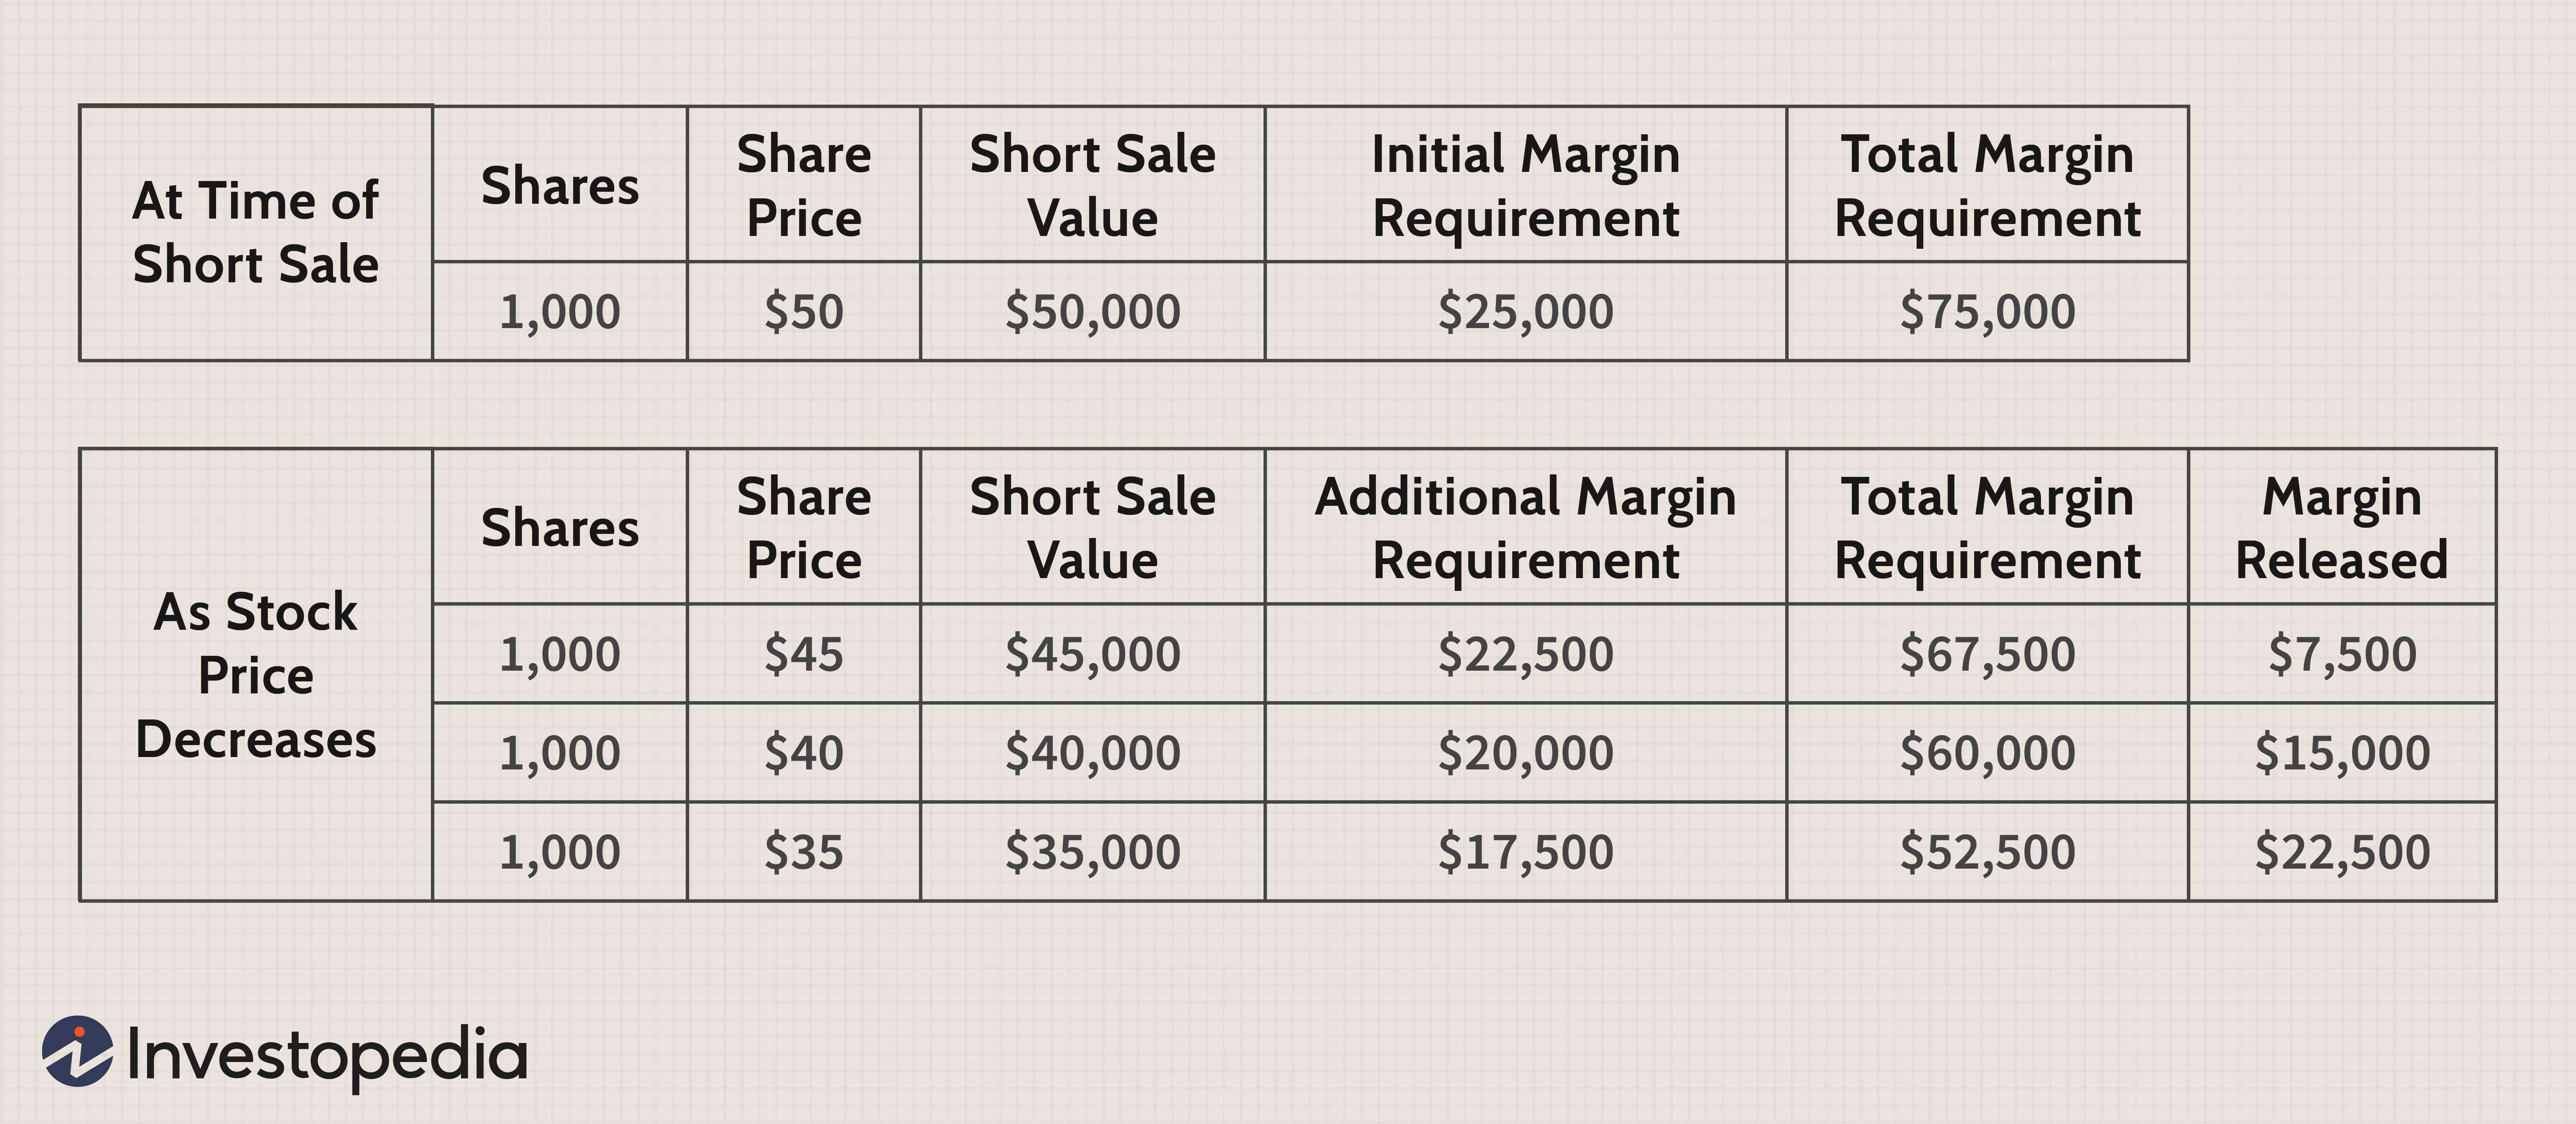 At Time of
Short Sale
Shares
Share
Price
Short Sale
Value
Initial Margin
Requirement
Total Margin
Requirement
1,000
$50
$50,000
$25,000
$75,000
As Stock
Price
Decreases
Shares
Share
Price
Short Sale
Value
Additional Margin
Requirement
Total Margin
Requirement
Margin
Released
1,000
$45
$45,000
$22,500
$67,500
$7,500
1,000
$40
$40,000
$20,000
$60,000
$15,000
1,000
$35
$35,000
$17,500
$52,500
$22,500
Investopedia